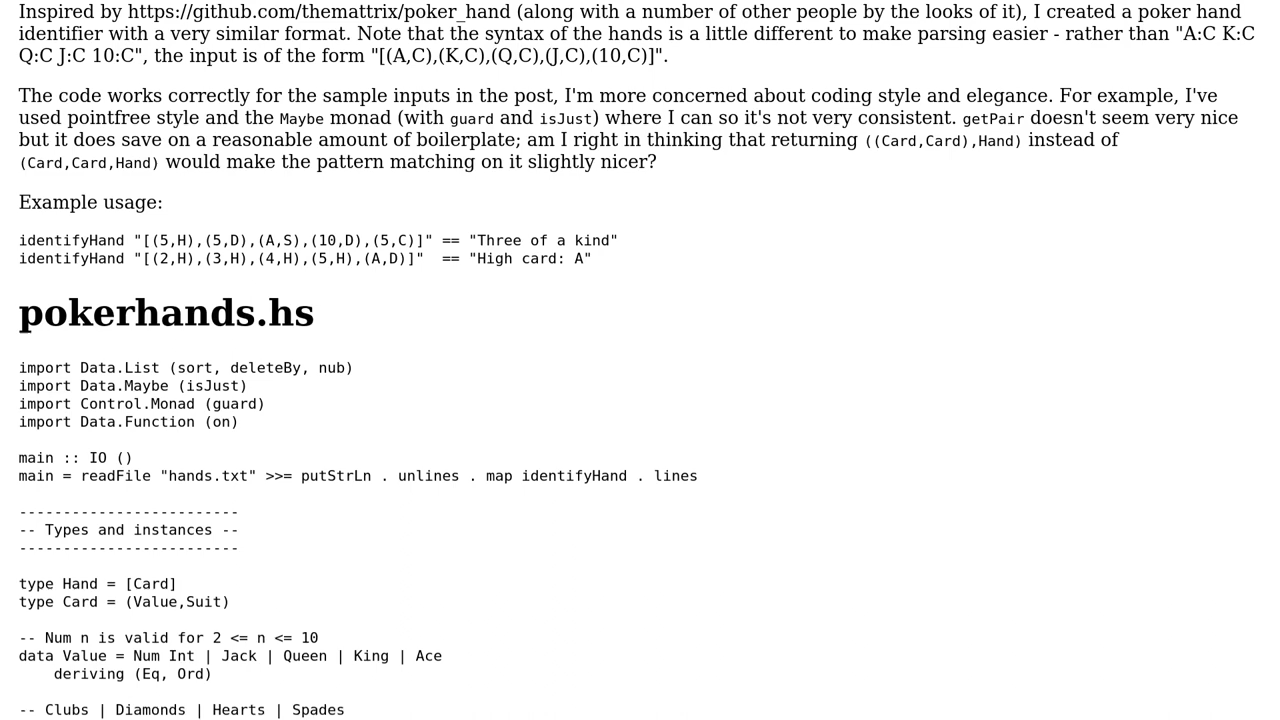 Inspired by https://github.com/themattrix/poker_hand (along with a number of other people by the looks of it), I created a poker hand
identifier with a very similar format. Note that the syntax of the hands is a little different to make parsing easier - rather than "A:C K:C
Q:C J:C 10:C", the input is of the form "[(A,C),(K,C),(Q,C),(J,C),(10,C)]".
The code works correctly for the sample inputs in the post, I'm more concerned about coding style and elegance. For example, I've
used pointfree style and the Maybe monad (with guard and isJust) where I can so it's not very consistent. getPair doesn't seem very nice
but it does save on a reasonable amount of boilerplate; am I right in thinking that returning ((Card,Card),Hand) instead of
(Card,Card,Hand) would make the pattern matching on it slightly nicer?
Example usage:
identifyHand "[(5,H),(5,D),(A,S),(10,D),(5,C)]" == "Three of a kind"
identifyHand "[(2,H),(3,H),(4,H),(5,H),(A,D)]"  == "High card: A"
pokerhands.hs
import Data.List (sort, deleteBy, nub)
import Data.Maybe (isJust)
import Control.Monad (guard)
import Data.Function (on)
main :: IO ()
main = readFile "hands.txt" >>= putStrLn . unlines . map identifyHand . lines
-------------------------
-- Types and instances --
-------------------------
type Hand = [Card]
type Card = (Value,Suit)
-- Num n is valid for 2 <= n <= 10
data Value = Num Int | Jack | Queen | King | Ace
    deriving (Eq, Ord)
-- Clubs | Diamonds | Hearts | Spades